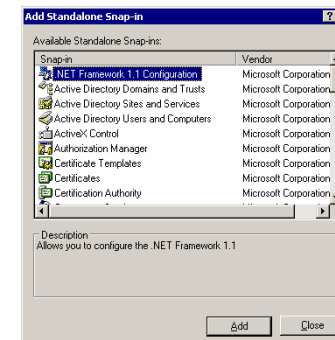 Add Standalone Snap-in ?
Available Standalone Snap-ins:
Snap-in Vendor
.NET Framework 1.1 Configuration Microsoft Corporation
Active Directory Domains and Trusts Microsoft Corporation
Active Directory Sites and Services Microsoft Corporation
Active Directory Users and Computers Microsoft Corporation
ActiveX Control Microsoft Corporation
Authorization Manager Microsoft Corporation
Certificate Templates Microsoft Corporation
Certificates Microsoft Corporation
Certification Authority Microsoft Corporation
Description
Allows you to configure the .NET Framework 1.1
Add Close